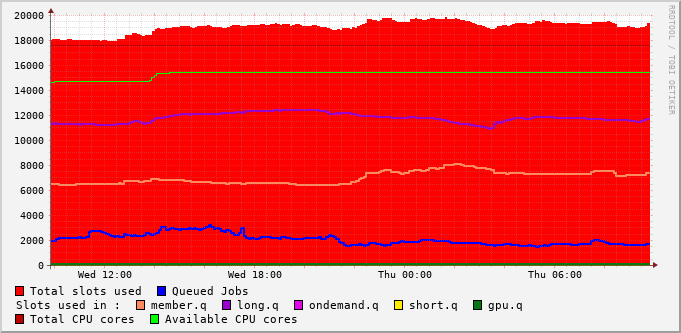 RRDTOOL / TOBI OETIKER
20000
18000
16000
14000
12000
10000
8000
6000
4000
2000
0
Wed 12:00 Wed 18:00 Thu 00:00 Thu 06:00
Total slots used Queued Jobs
Slots used in : member.q long.q ondemand.q short.q gpu.q
Total CPU cores Available CPU cores